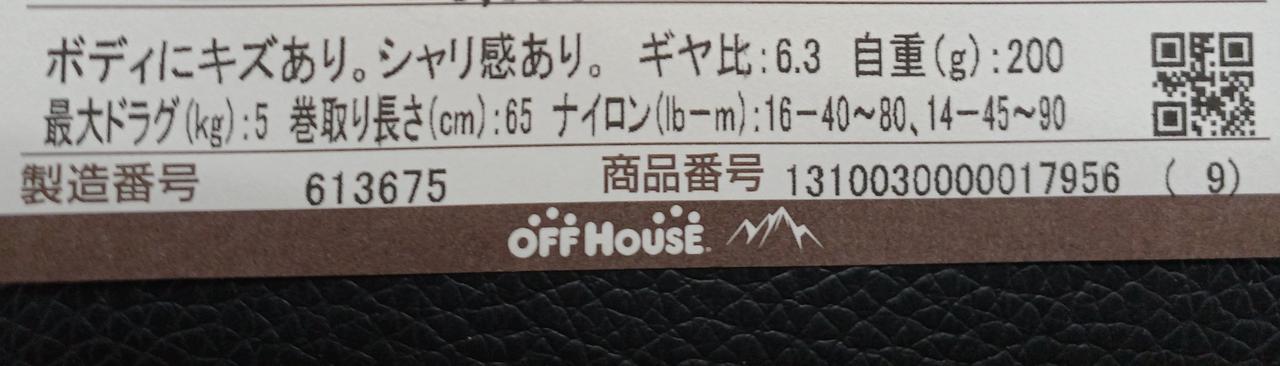 ボディにキズあり。シャリ感あり。 ギヤ比:6.3 自重(g):200
最大ドラグ(kg):5 巻取り長さ(cm):65 ナイロン(lb-m):16-40~80、14-45~90
製造番号 613675 商品番号 1310030000017956 ( 9)
OFF HOUSE